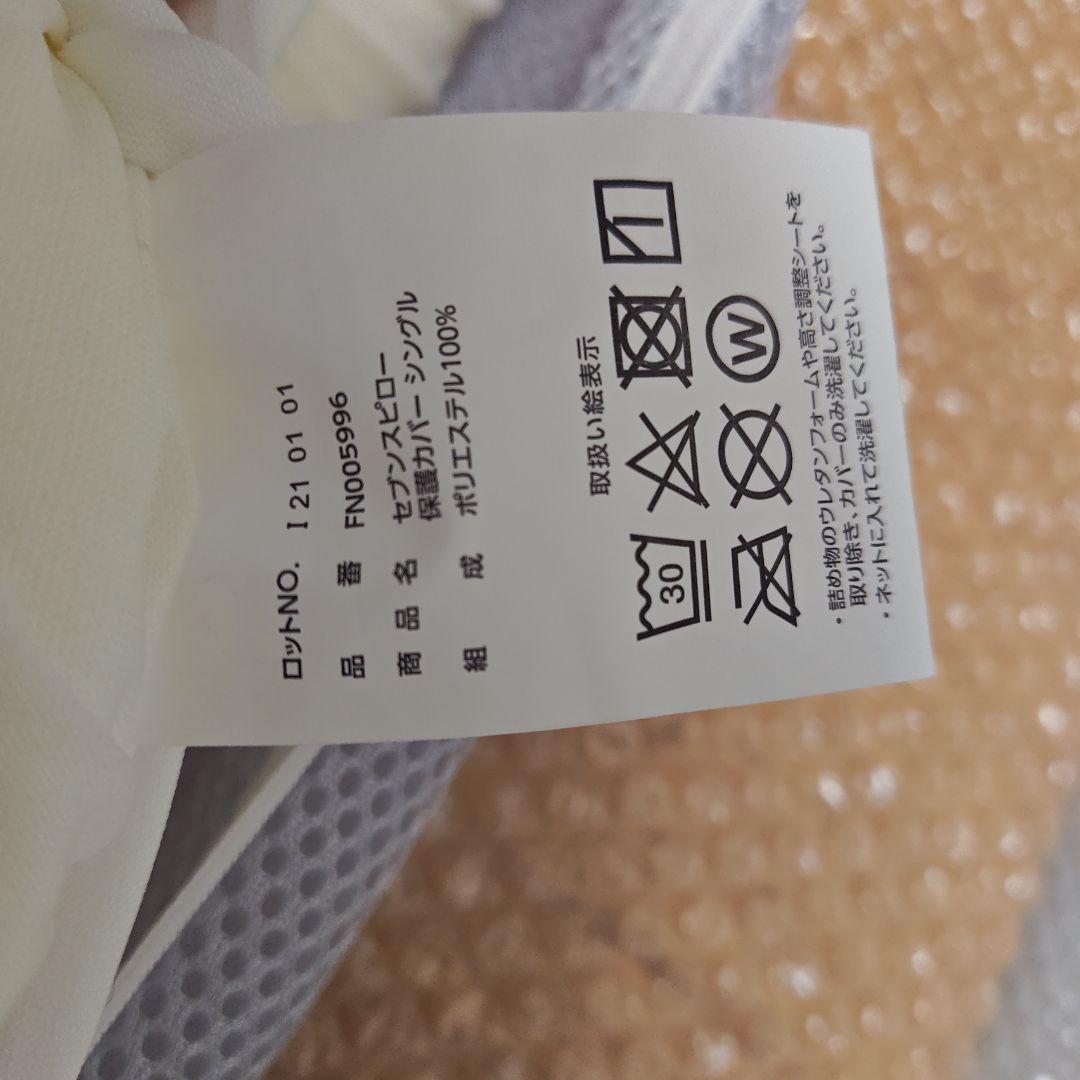 ロットNO. I 21 01 01
品番 FN005996
商品名 セブンスピロー
保護カバー シングル
組成 ポリエステル100%
取扱い絵表示
30
W
・詰め物のウレタンフォームや高さ調整シートを
取り除き、カバーのみ洗濯してください。
・ネットに入れて洗濯してください。